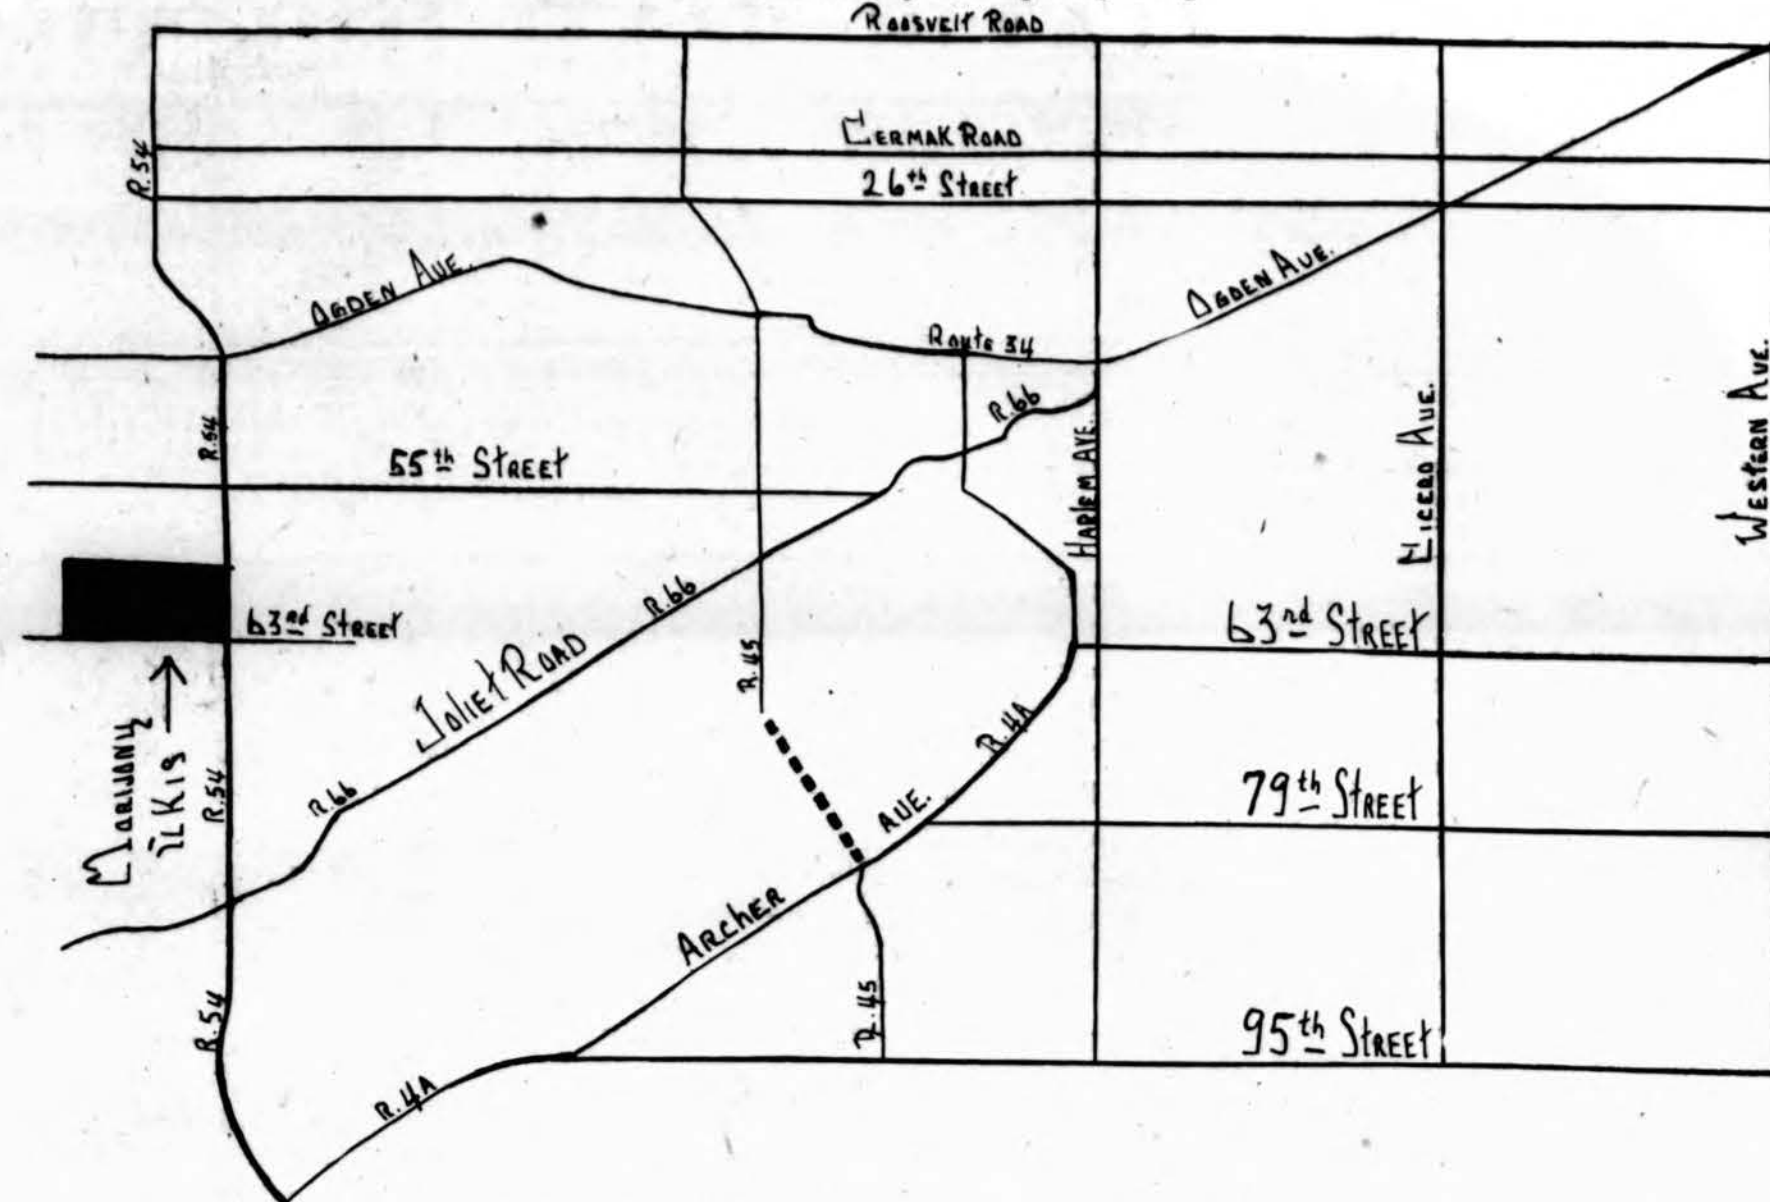 ROOSVELT ROAD
CERMAK ROAD
26th STREET
R.54
OGDEN AVE.
OGDEN AVE.
Route 34
R.66
R.54
55th STREET
HARLEM AVE.
CICERO AVE.
WESTERN AVE.
63rd STREET
R.66
63rd STREET
JOLIET ROAD
R.45
R.4A
R.54
R.66
79th STREET
AVE.
ARCHER
R.45
R.54
95th STREET
R.4A